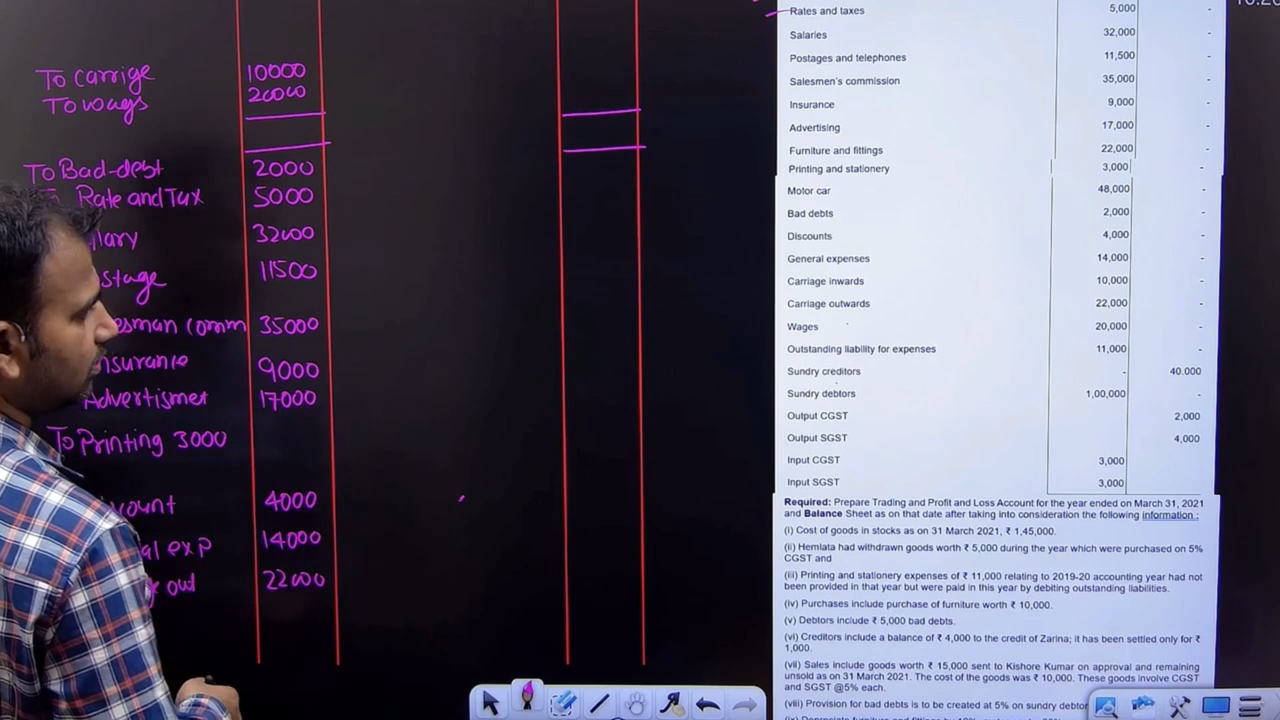 To carrige 10000
To wags 20000
To Bad-debt 2000
Rate and Tax 5000
32000
11500
35000
9000
Advertismet 17000
To Printing 3000
4000
exp 14000
out 22000
Rates and taxes 5,000 -
Salaries 32,000 -
Postages and telephones 11,500 -
Salesmen's commission 35,000 -
Insurance 9,000 -
Advertising 17,000 -
Furniture and fittings 22,000 -
Printing and stationery 3,000 -
Motor car 48,000 -
Bad debts 2,000 -
Discounts 4,000 -
General expenses 14,000 -
Carriage inwards 10,000 -
Carriage outwards 22,000 -
Wages 20,000 -
Outstanding liability for expenses 11,000 -
Sundry creditors - 40.000
Sundry debtors 1,00,000 -
Output CGST 2,000
Output SGST 4,000
Input CGST 3,000
Input SGST 3,000
Required: Prepare Trading and Profit and Loss Account for the year ended on March 31, 2021
and Balance Sheet as on that date after taking into consideration the following information :
(i) Cost of goods in stocks as on 31 March 2021, ₹ 1,45,000.
(ii) Hemlata had withdrawn goods worth ₹ 5,000 during the year which were purchased on 5%
CGST and
(iii) Printing and stationery expenses of ₹ 11,000 relating to 2019-20 accounting year had not
been provided in that year but were paid in this year by debiting outstanding liabilities.
(iv) Purchases include purchase of furniture worth ₹ 10,000.
(v) Debtors include ₹ 5,000 bad debts.
(vi) Creditors include a balance of ₹ 4,000 to the credit of Zarina; it has been settled only for ₹
1,000.
(vii) Sales include goods worth ₹ 15,000 sent to Kishore Kumar on approval and remaining
unsold as on 31 March 2021. The cost of the goods was ₹ 10,000. These goods involve CGST
and SGST @5% each.
(viii) Provision for bad debts is to be created at 5% on sundry